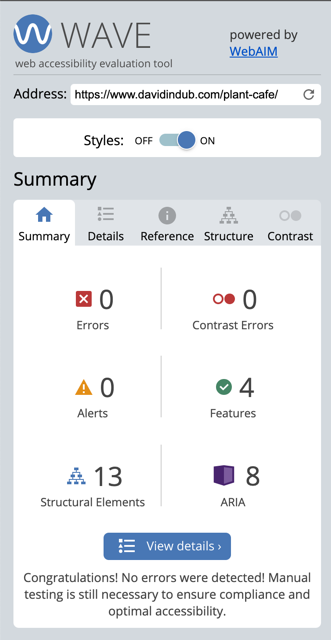 WAVE
web accessibility evaluation tool
powered by
WebAIM
Address: https://www.davidindub.com/plant-cafe/
Styles: OFF ON
Summary
Summary Details Reference Structure Contrast
0 0
Errors Contrast Errors
0 4
Alerts Features
13 8
Structural Elements ARIA
View details ›
Congratulations! No errors were detected! Manual
testing is still necessary to ensure compliance and
optimal accessibility.